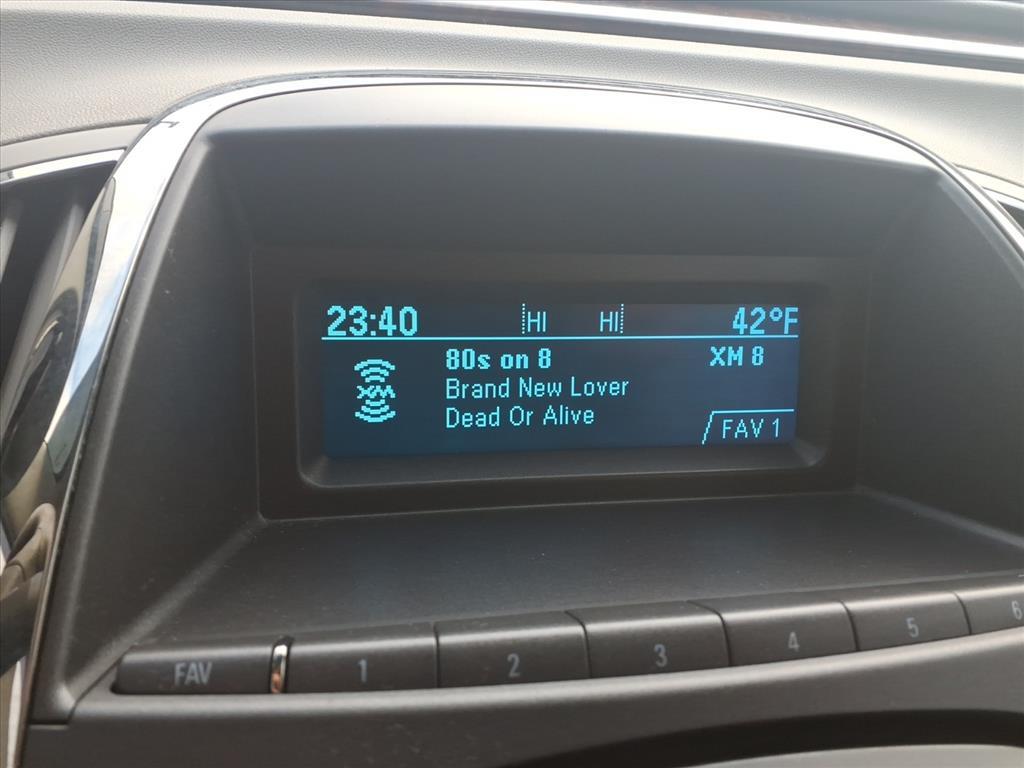 23:40 HI HI 42°F
80s on 8 XM 8
XM
Brand New Lover
Dead Or Alive
FAV 1
FAV 1 2 3 4 5 6